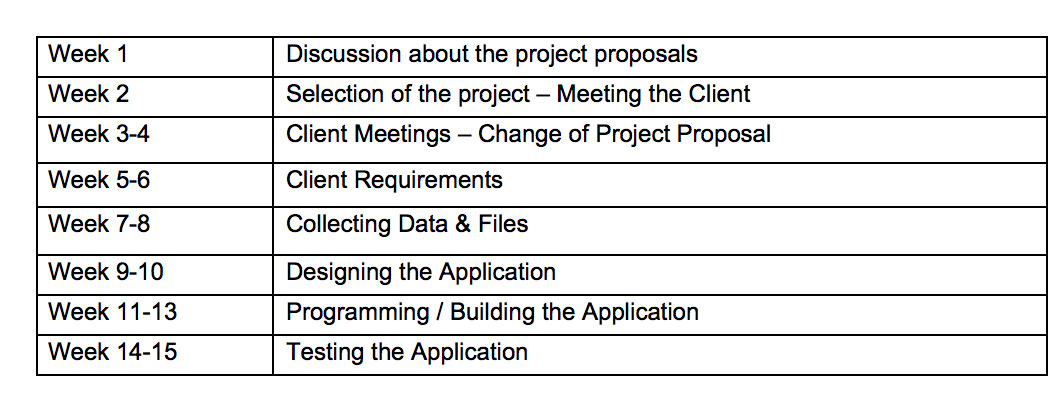 Week 1 Discussion about the project proposals
Week 2 Selection of the project – Meeting the Client
Week 3-4 Client Meetings – Change of Project Proposal
Week 5-6 Client Requirements
Week 7-8 Collecting Data & Files
Week 9-10 Designing the Application
Week 11-13 Programming / Building the Application
Week 14-15 Testing the Application